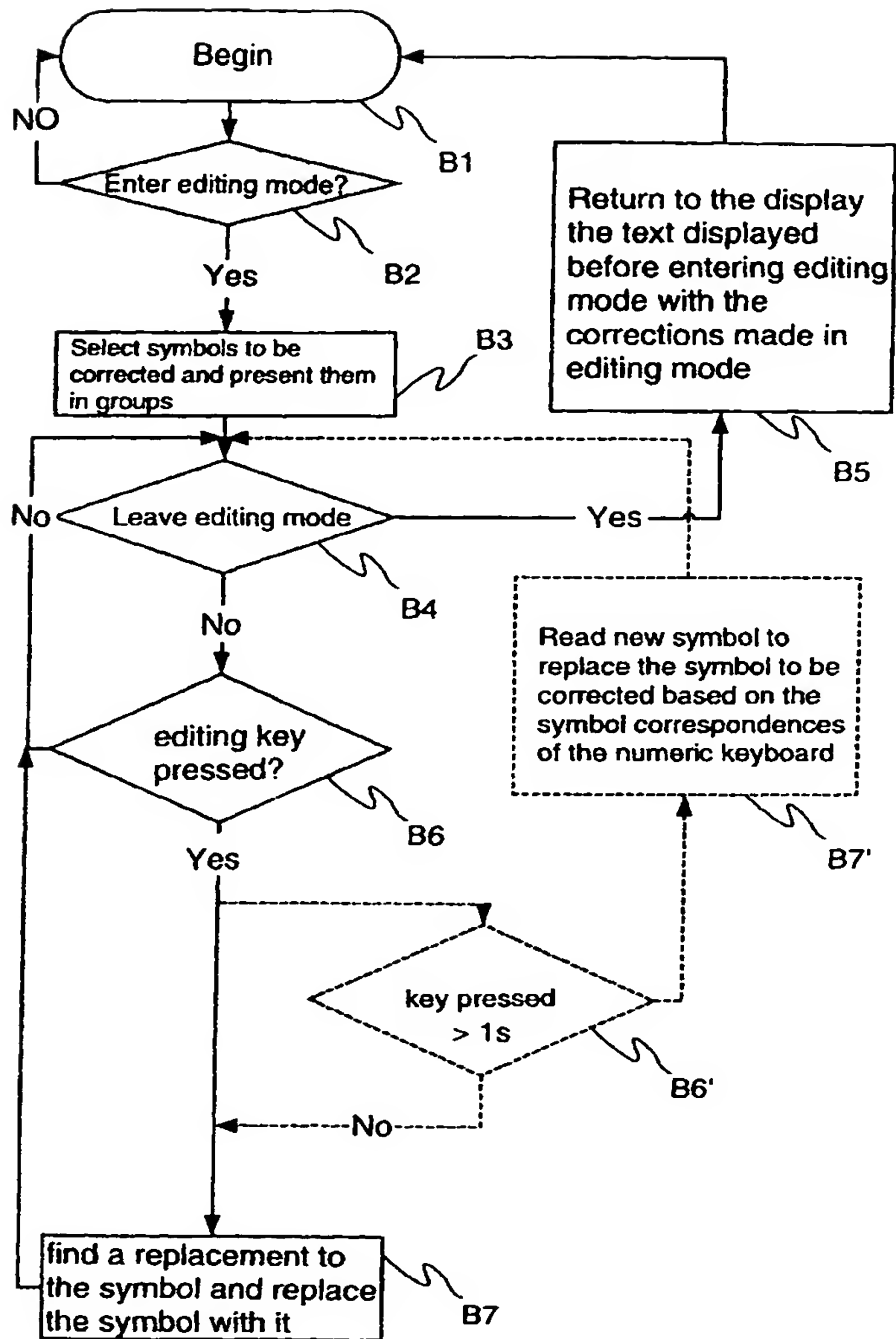 Begin
NO
B1
Enter editing mode?
B2
Yes
Return to the display
the text displayed
before entering editing
mode with the
corrections made in
editing mode
B5
Select symbols to be
corrected and present them
in groups
B3
No
Leave editing mode
Yes
B4
No
Read new symbol to
replace the symbol to be
corrected based on the
symbol correspondences
of the numeric keyboard
B7'
editing key
pressed?
B6
Yes
key pressed
> 1s
B6'
No
find a replacement to
the symbol and replace
the symbol with it
B7